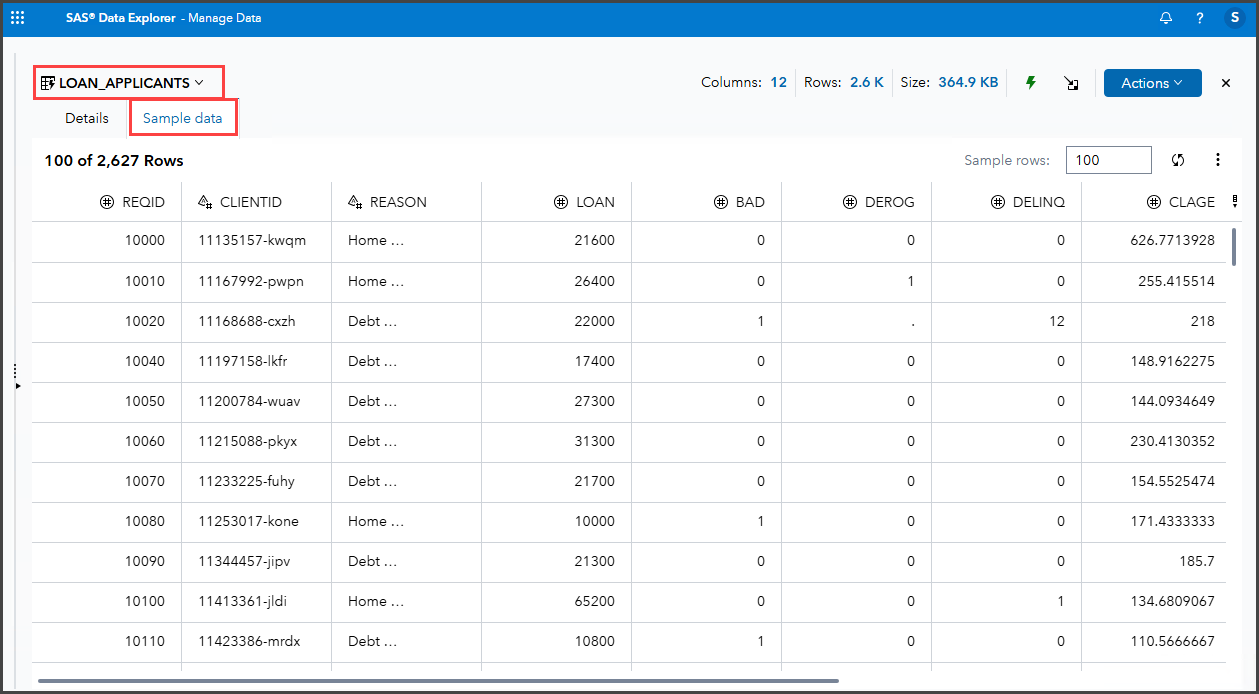 SAS® Data Explorer - Manage Data ? S
LOAN_APPLICANTS Columns: 12 Rows: 2.6 K Size: 364.9 KB Actions
Details Sample data
100 of 2,627 Rows Sample rows: 100
REQID CLIENTID REASON LOAN BAD DEROG DELINQ CLAGE
10000 11135157-kwqm Home ... 21600 0 0 0 626.7713928
10010 11167992-pwpn Home ... 26400 0 1 0 255.415514
10020 11168688-cxzh Debt ... 22000 1 . 12 218
10040 11197158-lkfr Debt ... 17400 0 0 0 148.9162275
10050 11200784-wuav Debt ... 27300 0 0 0 144.0934649
10060 11215088-pkyx Debt ... 31300 0 0 0 230.4130352
10070 11233225-fuhy Debt ... 21700 0 0 0 154.5525474
10080 11253017-kone Home ... 10000 1 0 0 171.4333333
10090 11344457-jipv Debt ... 21300 0 0 0 185.7
10100 11413361-jldi Home ... 65200 0 0 1 134.6809067
10110 11423386-mrdx Debt ... 10800 1 0 0 110.5666667